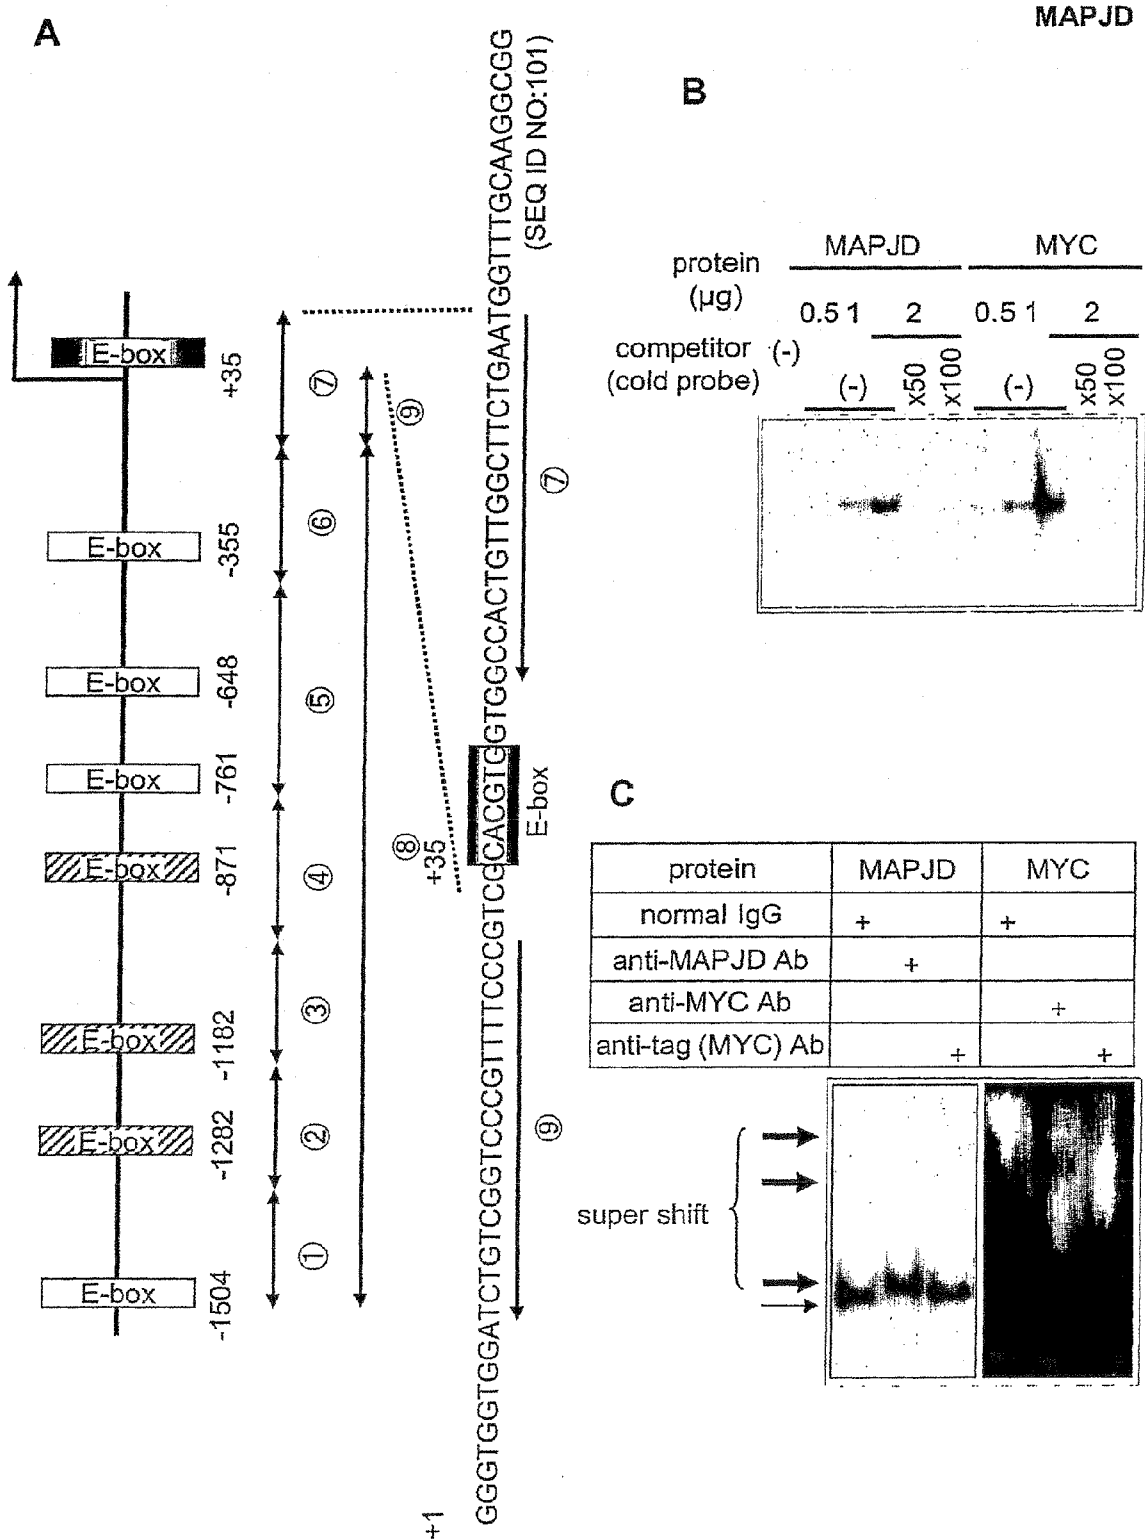 MAPJD
A
E-box
E-box
E-box
E-box
E-box
E-box
E-box
E-box
-1504
-1282
-1182
-871
-761
-648
-355
+35
①
②
③
④
⑤
⑥
⑦
⑧
⑨
+35
+1
GGGTGGTGGATCTGTCGGTCCCGTTTTCCCGTCGCACGTGGTGGCCACTGTTGGCTTCTGAATGGTTTGCAAGGCGG
(SEQ ID NO:101)
⑨
E-box
⑦
B
MAPJD MYC
protein
(µg)
0.5 1 2 0.5 1 2
competitor
(cold probe)
(-)
(-) x50 x100 (-) x50 x100
C
protein MAPJD MYC
normal IgG + +
anti-MAPJD Ab +
anti-MYC Ab +
anti-tag (MYC) Ab + +
super shift